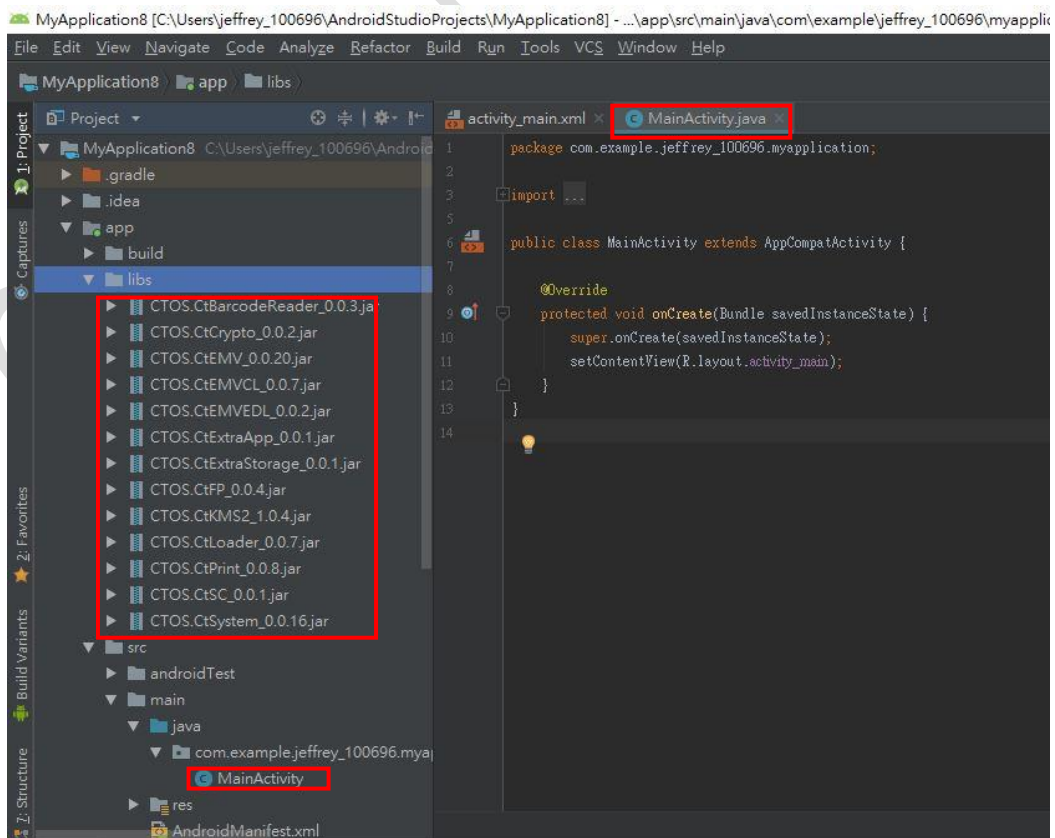 MyApplication8 [C:\Users\jeffrey_100696\AndroidStudioProjects\MyApplication8] - ...\app\src\main\java\com\example\jeffrey_100696\myapplic
File Edit View Navigate Code Analyze Refactor Build Run Tools VCS Window Help
MyApplication8 app libs
Project
activity_main.xml
MainActivity.java
1: Project
Captures
2: Favorites
Build Variants
7: Structure
MyApplication8 C:\Users\jeffrey_100696\Android
.gradle
.idea
app
build
libs
CTOS.CtBarcodeReader_0.0.3.jar
CTOS.CtCrypto_0.0.2.jar
CTOS.CtEMV_0.0.20.jar
CTOS.CtEMVCL_0.0.7.jar
CTOS.CtEMVEDL_0.0.2.jar
CTOS.CtExtraApp_0.0.1.jar
CTOS.CtExtraStorage_0.0.1.jar
CTOS.CtFP_0.0.4.jar
CTOS.CtKMS2_1.0.4.jar
CTOS.CtLoader_0.0.7.jar
CTOS.CtPrint_0.0.8.jar
CTOS.CtSC_0.0.1.jar
CTOS.CtSystem_0.0.16.jar
src
androidTest
main
java
com.example.jeffrey_100696.mya
MainActivity
res
AndroidManifest.xml
1 package com.example.jeffrey_100696.myapplication;
2
3 import ...
5
6 public class MainActivity extends AppCompatActivity {
7
8 @Override
9 protected void onCreate(Bundle savedInstanceState) {
10 super.onCreate(savedInstanceState);
11 setContentView(R.layout.activity_main);
12 }
13 }
14